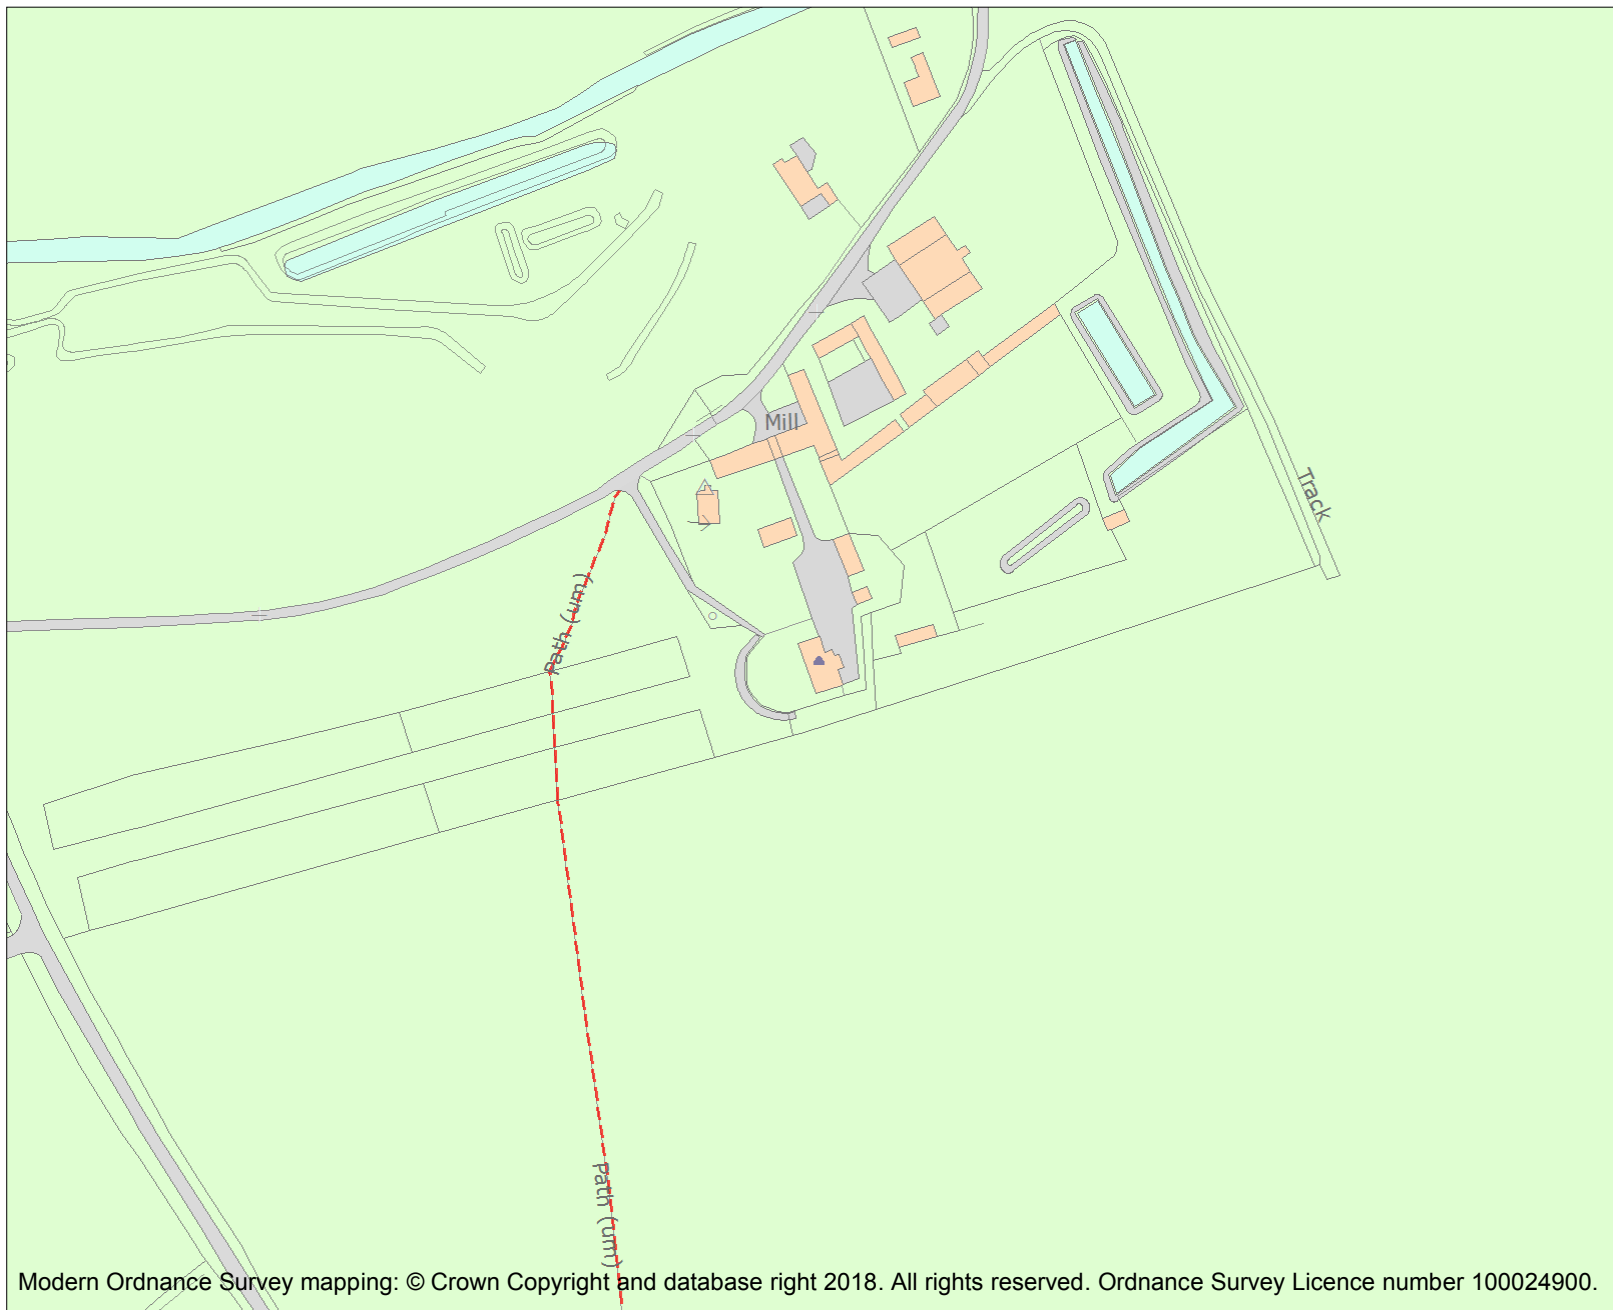 Mill
Track
Path (um)
Path (um)
Modern Ordnance Survey mapping: © Crown Copyright and database right 2018. All rights reserved. Ordnance Survey Licence number 100024900.